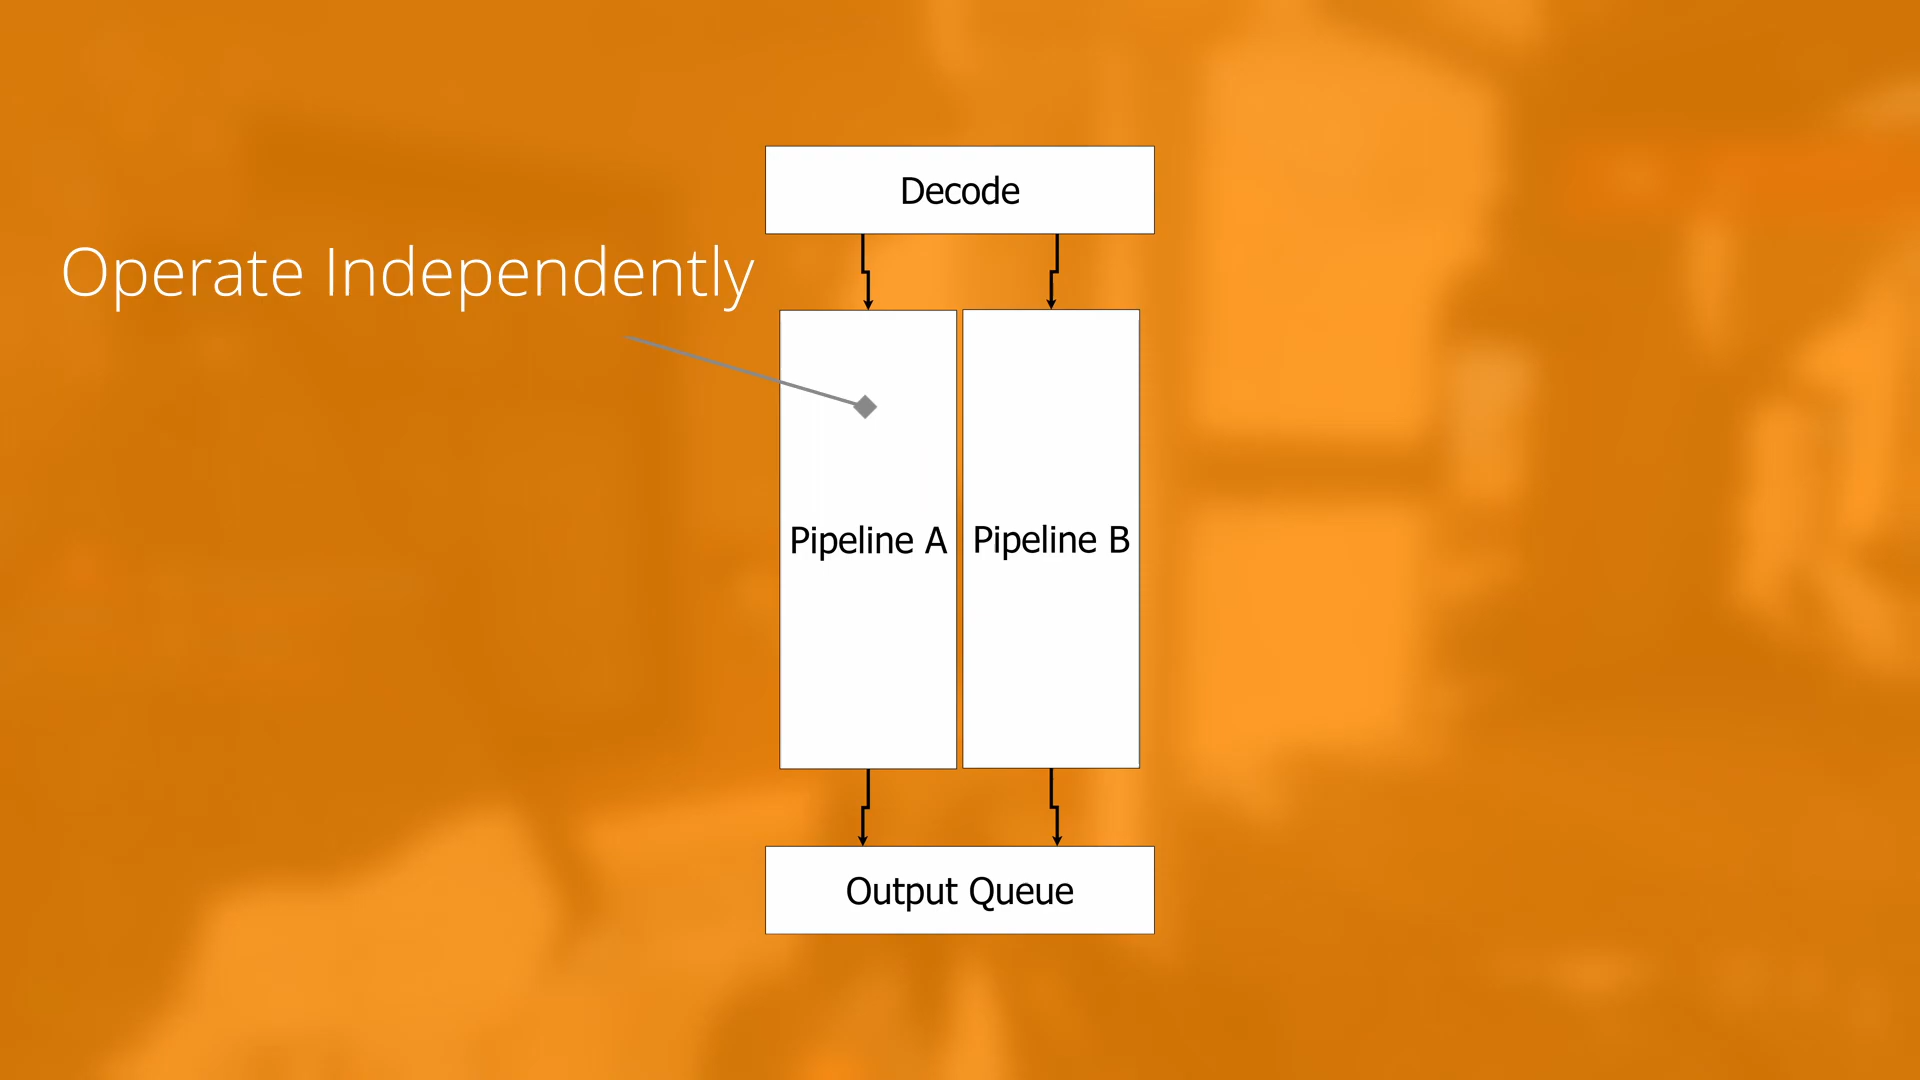 Decode
Operate Independently
Pipeline A
Pipeline B
Output Queue